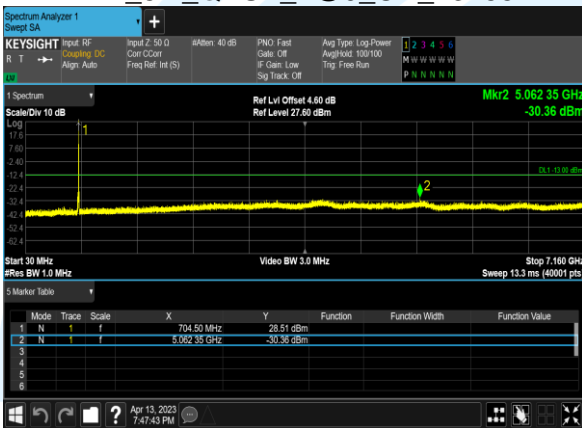 Spectrum Analyzer 1
Swept SA
+
KEYSIGHT
R T
LW
Input: RF
Coupling: DC
Align: Auto
Input Z: 50 Ω
Corr CCorr
Freq Ref: Int (S)
#Atten: 40 dB
PNO: Fast
Gate: Off
IF Gain: Low
Sig Track: Off
Avg Type: Log-Power
Avg|Hold: 100/100
Trig: Free Run
1 2 3 4 5 6
M W W W W W
P N N N N N
1 Spectrum
Scale/Div 10 dB
Ref Lvl Offset 4.60 dB
Ref Level 27.60 dBm
Mkr2 5.062 35 GHz
-30.36 dBm
Log
17.6
7.60
-2.40
-12.4
-22.4
-32.4
-42.4
-52.4
-62.4
1
2
DL1 -13.00 dBm
Start 30 MHz
#Res BW 1.0 MHz
Video BW 3.0 MHz
Stop 7.160 GHz
Sweep 13.3 ms (40001 pts
5 Marker Table
Mode Trace Scale X Y Function Function Width Function Value
1 N 1 f 704.50 MHz 28.51 dBm
2 N 1 f 5.062 35 GHz -30.36 dBm
3
4
5
6
?
Apr 13, 2023
7:47:43 PM